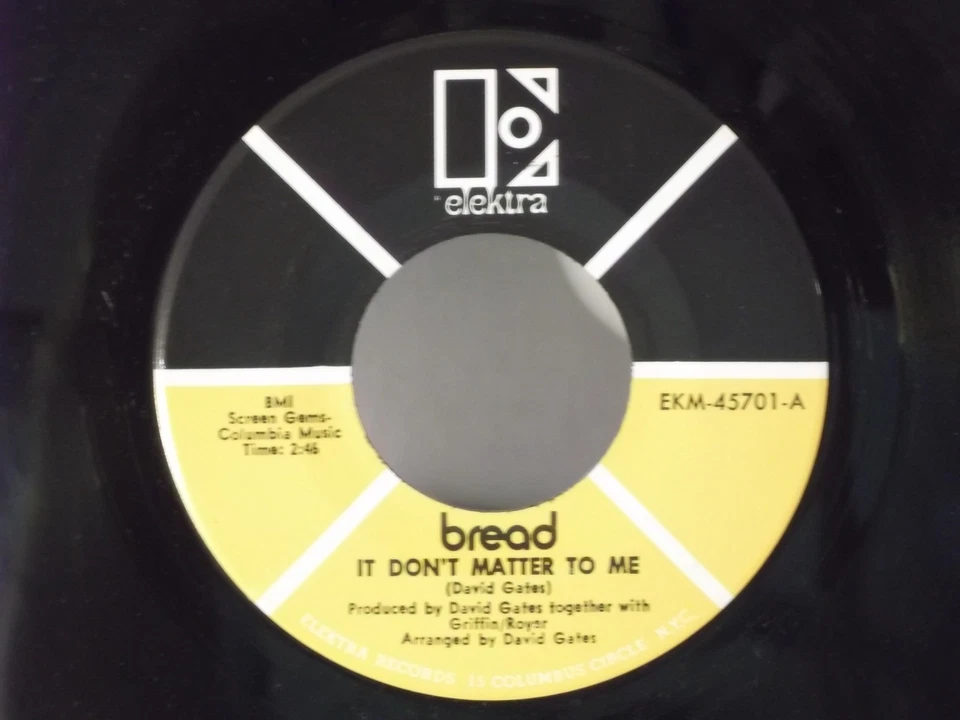 elektra
BMI
Screen Gems-
Columbia Music
Time: 2:46
EKM-45701-A
bread
IT DON'T MATTER TO ME
(David Gates)
Produced by David Gates together with
Griffin/Royer
Arranged by David Gates
ELEKTRA RECORDS 15 COLUMBUS CIRCLE N.Y.C.